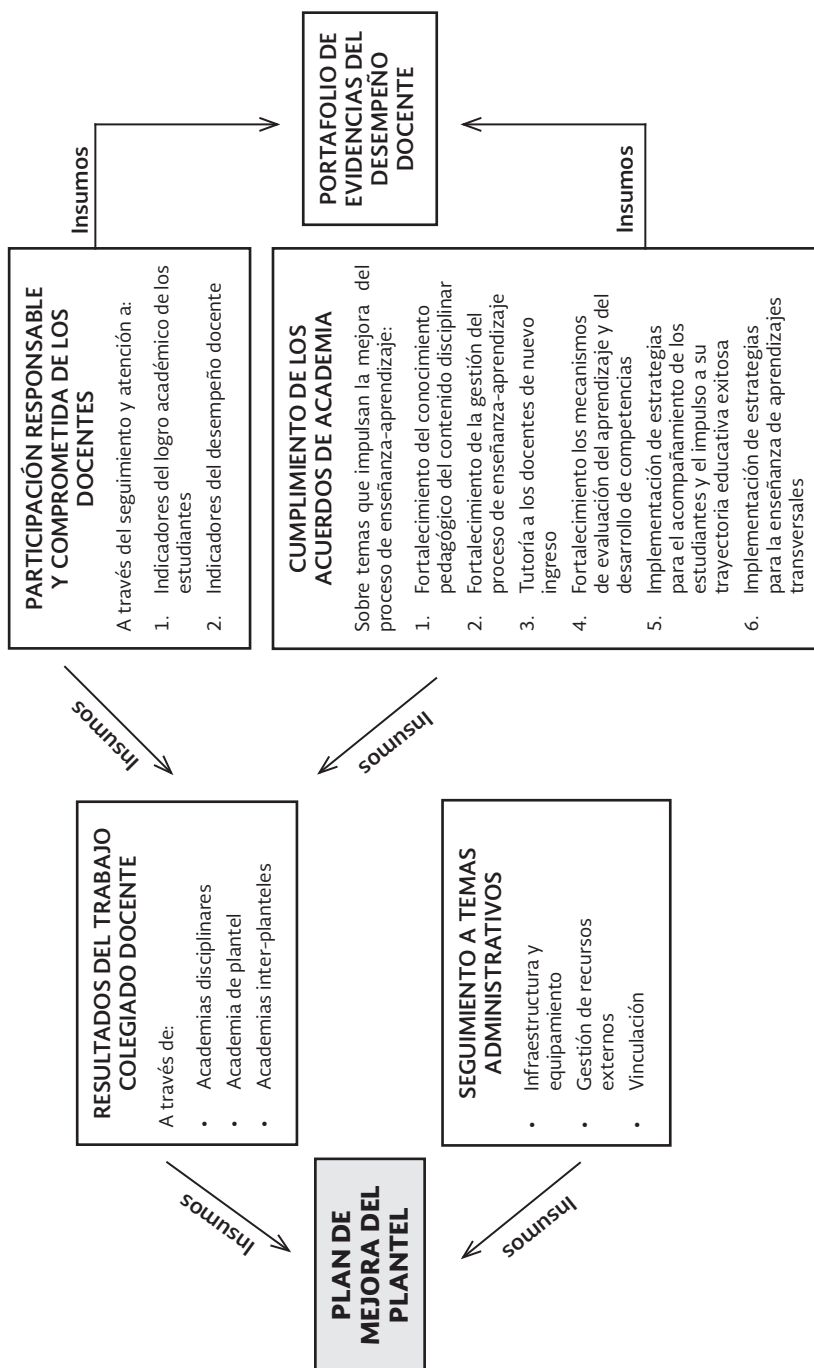 PLAN DE
MEJORA DEL
PLANTEL
Insumos
Insumos
RESULTADOS DEL TRABAJO
COLEGIADO DOCENTE
A través de:
• Academias disciplinares
• Academia de plantel
• Academias inter-planteles
SEGUIMIENTO A TEMAS
ADMINISTRATIVOS
• Infraestructura y
equipamiento
• Gestión de recursos
externos
• Vinculación
Insumos
Insumos
PARTICIPACIÓN RESPONSABLE
Y COMPROMETIDA DE LOS
DOCENTES
A través del seguimiento y atención a:
1. Indicadores del logro académico de los
estudiantes
2. Indicadores del desempeño docente
CUMPLIMIENTO DE LOS
ACUERDOS DE ACADEMIA
Sobre temas que impulsan la mejora del
proceso de enseñanza-aprendizaje:
1. Fortalecimiento del conocimiento
pedagógico del contenido disciplinar
2. Fortalecimiento de la gestión del
proceso de enseñanza-aprendizaje
3. Tutoría a los docentes de nuevo
ingreso
4. Fortalecimiento los mecanismos
de evaluación del aprendizaje y del
desarrollo de competencias
5. Implementación de estrategias
para el acompañamiento de los
estudiantes y el impulso a su
trayectoria educativa exitosa
6. Implementación de estrategias
para la enseñanza de aprendizajes
transversales
Insumos
Insumos
PORTAFOLIO DE
EVIDENCIAS DEL
DESEMPEÑO
DOCENTE